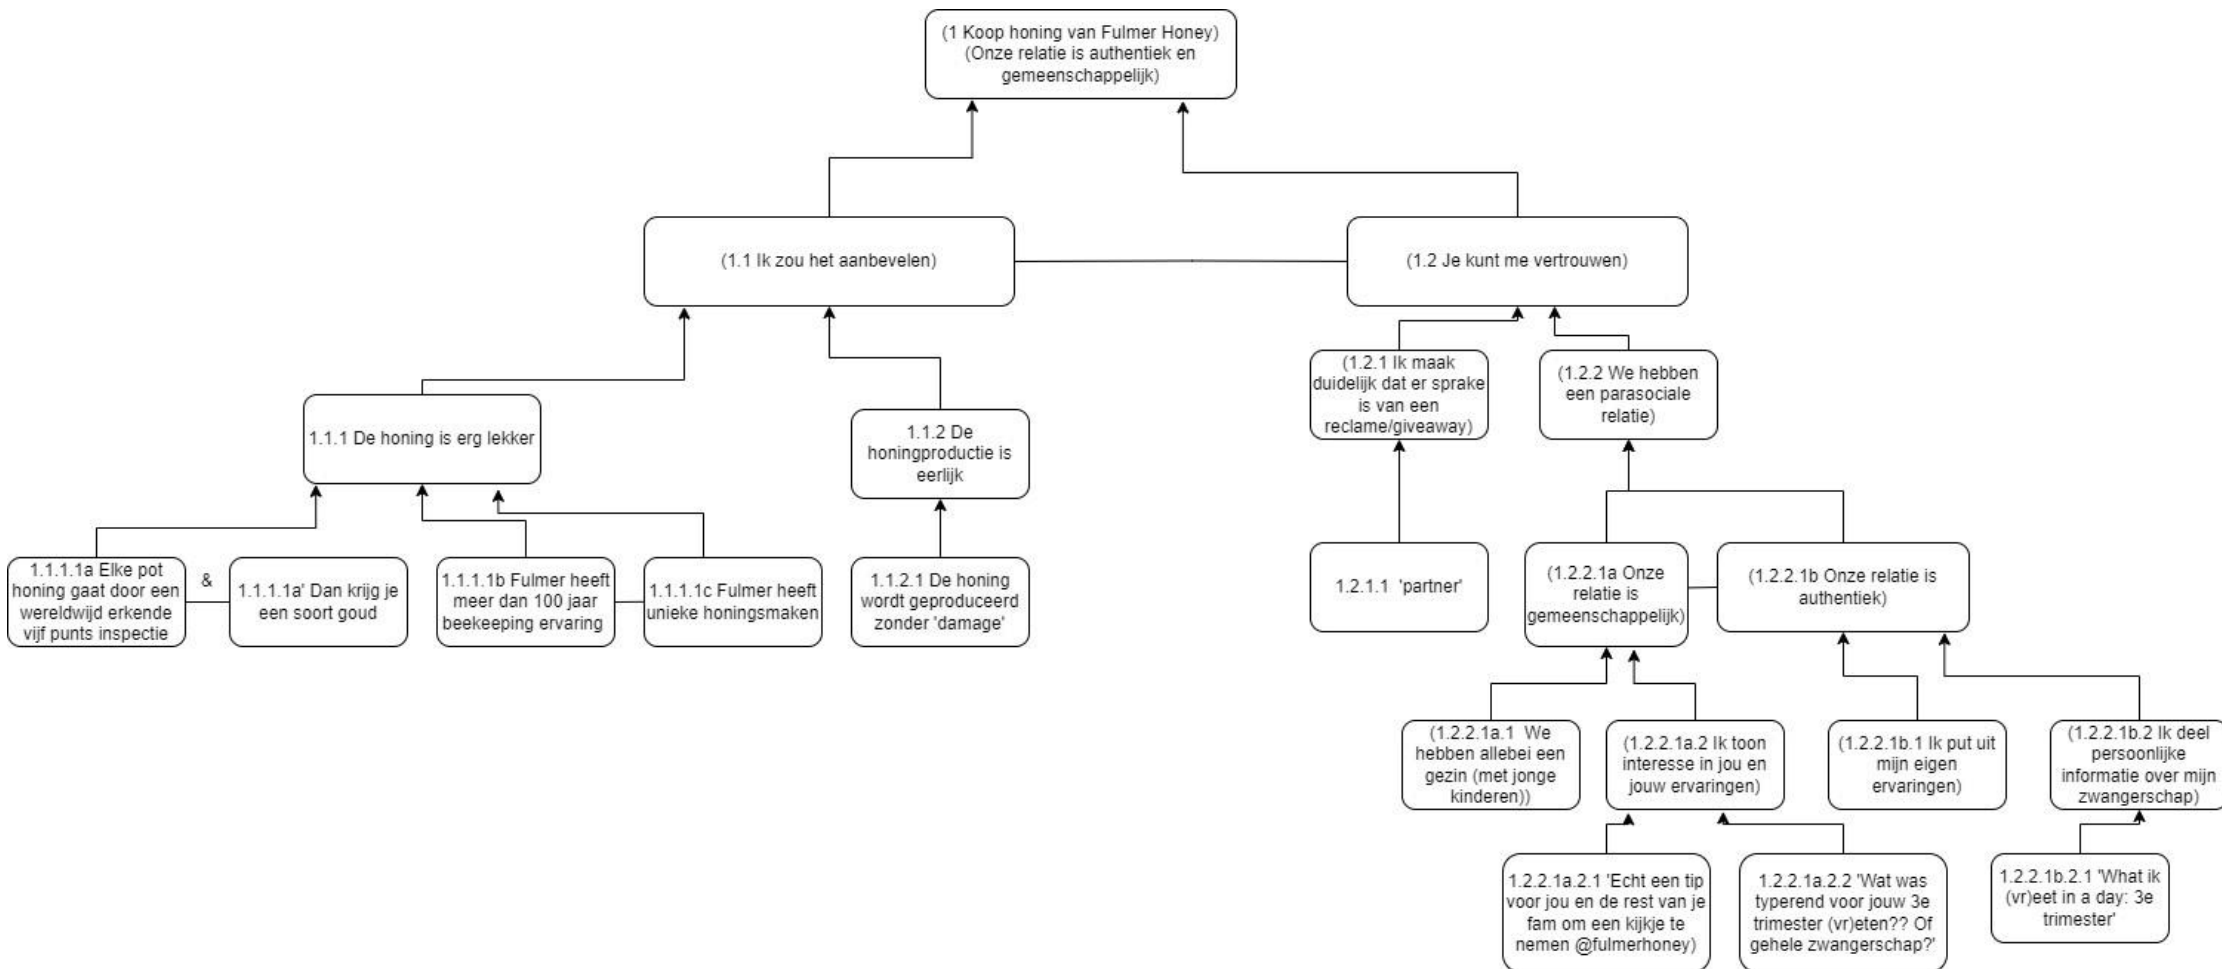 (1 Koop honing van Fulmer Honey)
(Onze relatie is authentiek en
gemeenschappelijk)
(1.1 Ik zou het aanbevelen)
(1.2 Je kunt me vertrouwen)
1.1.1 De honing is erg lekker
1.1.2 De
honingproductie is
eerlijk
(1.2.1 Ik maak
duidelijk dat er sprake
is van een
reclame/giveaway)
(1.2.2 We hebben
een parasociale
relatie)
1.1.1.1a Elke pot
honing gaat door een
wereldwijd erkende
vijf punts inspectie
&
1.1.1.1a' Dan krijg je
een soort goud
1.1.1.1b Fulmer heeft
meer dan 100 jaar
beekeeping ervaring
1.1.1.1c Fulmer heeft
unieke honingsmaken
1.1.2.1 De honing
wordt geproduceerd
zonder 'damage'
1.2.1.1 'partner'
(1.2.2.1a Onze
relatie is
gemeenschappelijk)
(1.2.2.1b Onze relatie is
authentiek)
(1.2.2.1a.1 We
hebben allebei een
gezin (met jonge
kinderen))
(1.2.2.1a.2 Ik toon
interesse in jou en
jouw ervaringen)
(1.2.2.1b.1 Ik put uit
mijn eigen
ervaringen)
(1.2.2.1b.2 Ik deel
persoonlijke
informatie over mijn
zwangerschap)
1.2.2.1a.2.1 'Echt een tip
voor jou en de rest van je
fam om een kijkje te
nemen @fulmerhoney)
1.2.2.1a.2.2 'Wat was
typerend voor jouw 3e
trimester (vr)eten?? Of
gehele zwangerschap?'
1.2.2.1b.2.1 'What ik
(vr)eet in a day: 3e
trimester'